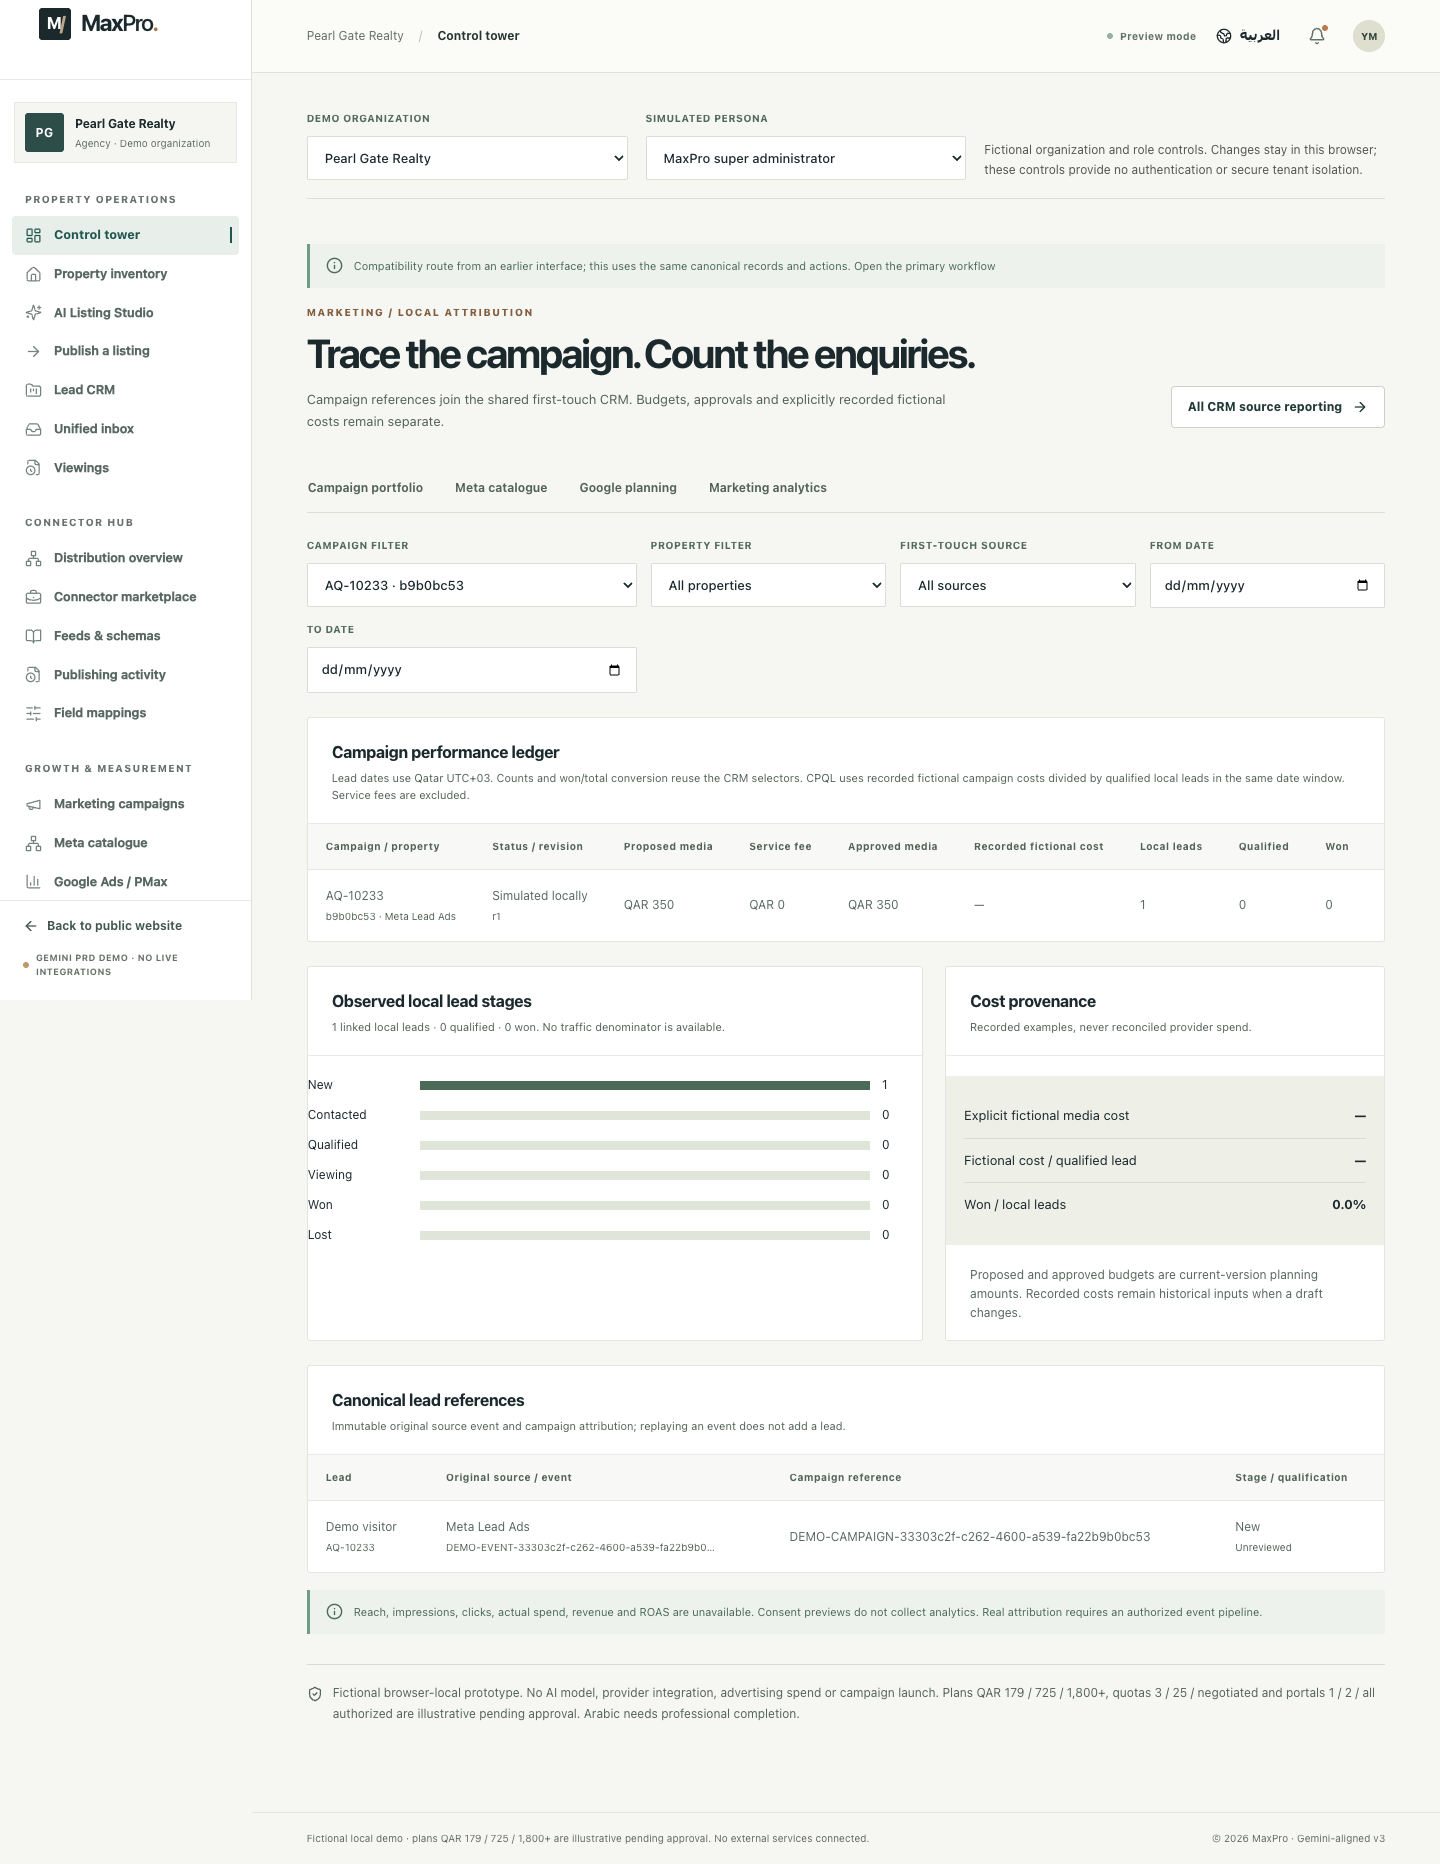 M/ MaxPro.
Pearl Gate Realty / Control tower
Preview mode
العربية
YM
PG
Pearl Gate Realty
Agency · Demo organization
PROPERTY OPERATIONS
Control tower
Property inventory
AI Listing Studio
Publish a listing
Lead CRM
Unified inbox
Viewings
CONNECTOR HUB
Distribution overview
Connector marketplace
Feeds & schemas
Publishing activity
Field mappings
GROWTH & MEASUREMENT
Marketing campaigns
Meta catalogue
Google Ads / PMax
Back to public website
GEMINI PRD DEMO · NO LIVE
INTEGRATIONS
DEMO ORGANIZATION
Pearl Gate Realty
SIMULATED PERSONA
MaxPro super administrator
Fictional organization and role controls. Changes stay in this browser;
these controls provide no authentication or secure tenant isolation.
Compatibility route from an earlier interface; this uses the same canonical records and actions. Open the primary workflow
MARKETING / LOCAL ATTRIBUTION
Trace the campaign. Count the enquiries.
Campaign references join the shared first-touch CRM. Budgets, approvals and explicitly recorded fictional
costs remain separate.
All CRM source reporting
Campaign portfolio Meta catalogue Google planning Marketing analytics
CAMPAIGN FILTER
AQ-10233 · b9b0bc53
PROPERTY FILTER
All properties
FIRST-TOUCH SOURCE
All sources
FROM DATE
dd/mm/yyyy
TO DATE
dd/mm/yyyy
Campaign performance ledger
Lead dates use Qatar UTC+03. Counts and won/total conversion reuse the CRM selectors. CPQL uses recorded fictional campaign costs divided by qualified local leads in the same date window.
Service fees are excluded.
Campaign / property Status / revision Proposed media Service fee Approved media Recorded fictional cost Local leads Qualified Won
AQ-10233 Simulated locally QAR 350 QAR 0 QAR 350 — 1 0 0
b9b0bc53 · Meta Lead Ads r1
Observed local lead stages
1 linked local leads · 0 qualified · 0 won. No traffic denominator is available.
New 1
Contacted 0
Qualified 0
Viewing 0
Won 0
Lost 0
Cost provenance
Recorded examples, never reconciled provider spend.
Explicit fictional media cost —
Fictional cost / qualified lead —
Won / local leads 0.0%
Proposed and approved budgets are current-version planning
amounts. Recorded costs remain historical inputs when a draft
changes.
Canonical lead references
Immutable original source event and campaign attribution; replaying an event does not add a lead.
Lead Original source / event Campaign reference Stage / qualification
Demo visitor Meta Lead Ads DEMO-CAMPAIGN-33303c2f-c262-4600-a539-fa22b9b0bc53 New
AQ-10233 DEMO-EVENT-33303c2f-c262-4600-a539-fa22b9b0... Unreviewed
Reach, impressions, clicks, actual spend, revenue and ROAS are unavailable. Consent previews do not collect analytics. Real attribution requires an authorized event pipeline.
Fictional browser-local prototype. No AI model, provider integration, advertising spend or campaign launch. Plans QAR 179 / 725 / 1,800+, quotas 3 / 25 / negotiated and portals 1 / 2 / all
authorized are illustrative pending approval. Arabic needs professional completion.
Fictional local demo · plans QAR 179 / 725 / 1,800+ are illustrative pending approval. No external services connected.
© 2026 MaxPro · Gemini-aligned v3